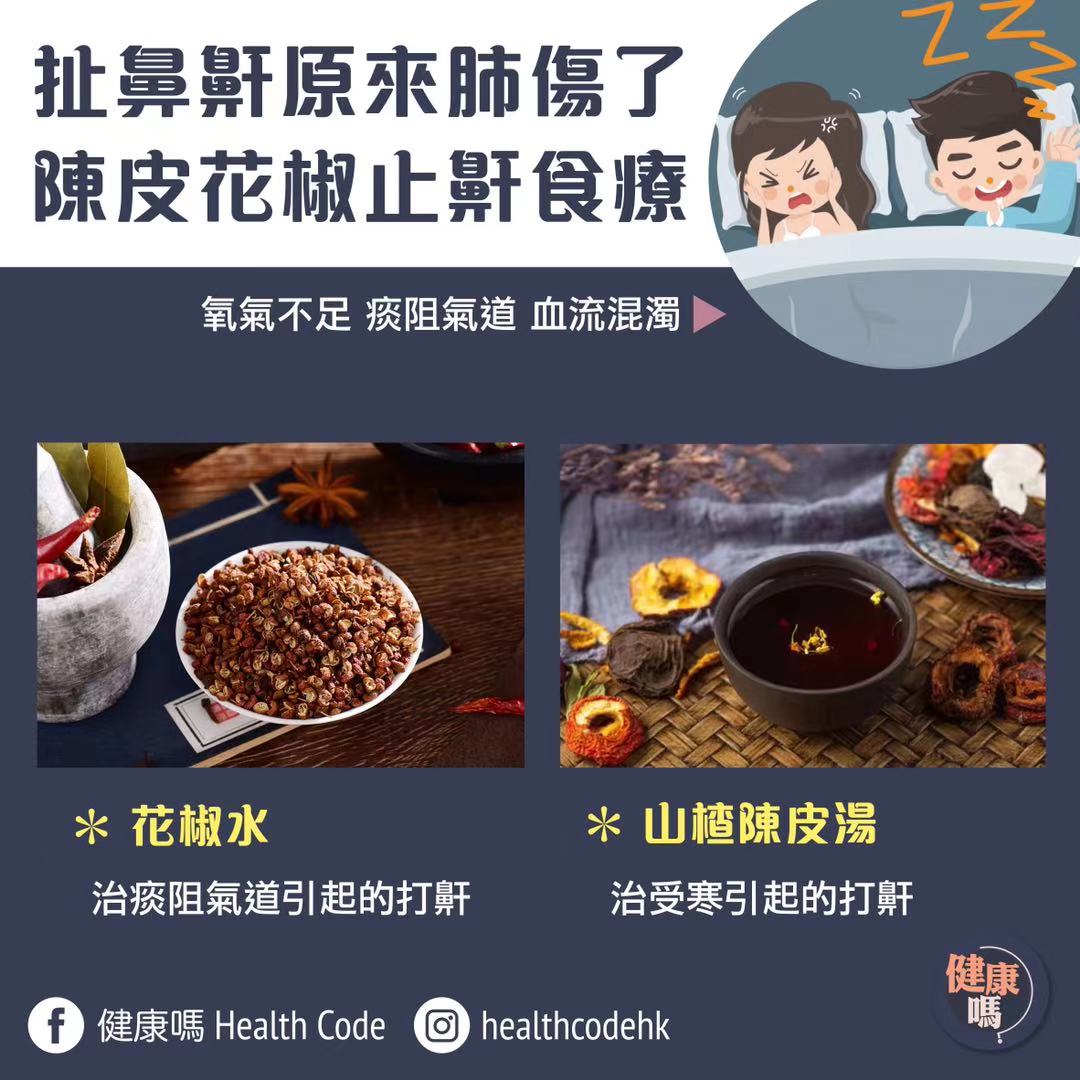 扯鼻鼾原來肺傷了
陳皮花椒止鼾食療
氧氣不足 痰阻氣道 血流混濁
ZZZZZ
＊ 花椒水
治痰阻氣道引起的打鼾
＊ 山楂陳皮湯
治受寒引起的打鼾
健康嗎 Health Code
healthcodehk
健康
嗎